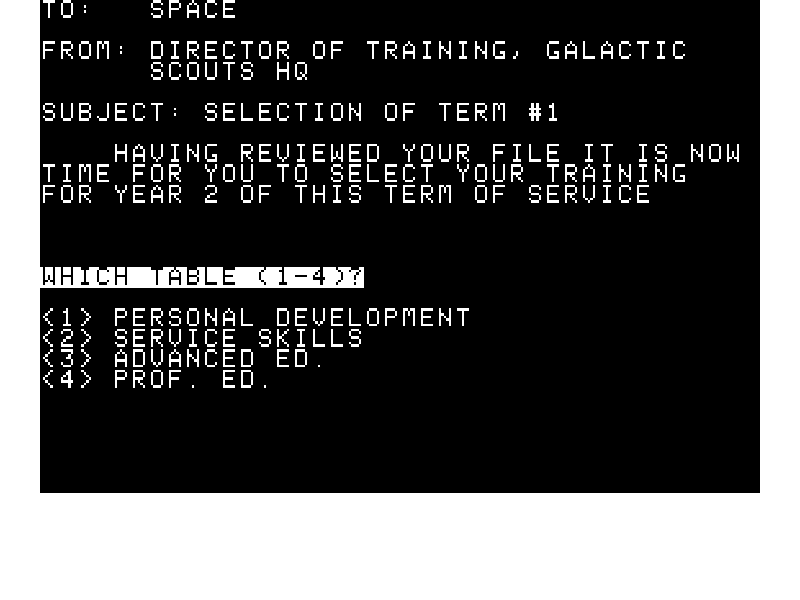 TO:   SPACE
FROM: DIRECTOR OF TRAINING, GALACTIC
SCOUTS HQ
SUBJECT: SELECTION OF TERM #1
HAVING REVIEWED YOUR FILE IT IS NOW
TIME FOR YOU TO SELECT YOUR TRAINING
FOR YEAR 2 OF THIS TERM OF SERVICE
WHICH TABLE (1-4)?
<1> PERSONAL DEVELOPMENT
<2> SERVICE SKILLS
<3> ADVANCED ED.
<4> PROF. ED.